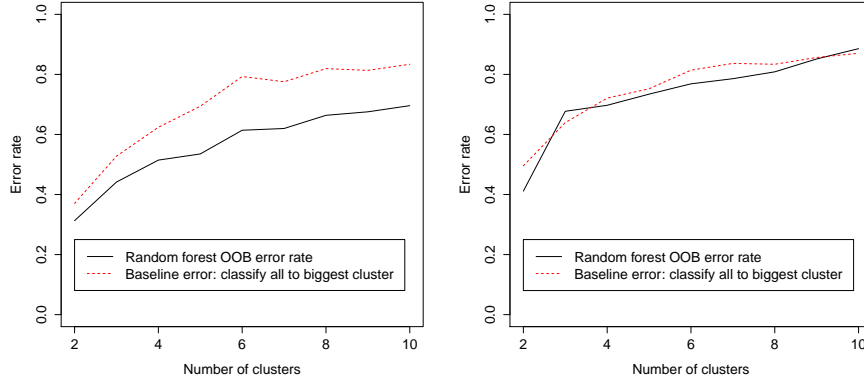 1.0
0.8
0.6
0.4
0.2
0.0
Error rate
Random forest OOB error rate
Baseline error: classify all to biggest cluster
2 4 6 8 10
Number of clusters
1.0
0.8
0.6
0.4
0.2
0.0
Error rate
Random forest OOB error rate
Baseline error: classify all to biggest cluster
2 4 6 8 10
Number of clusters